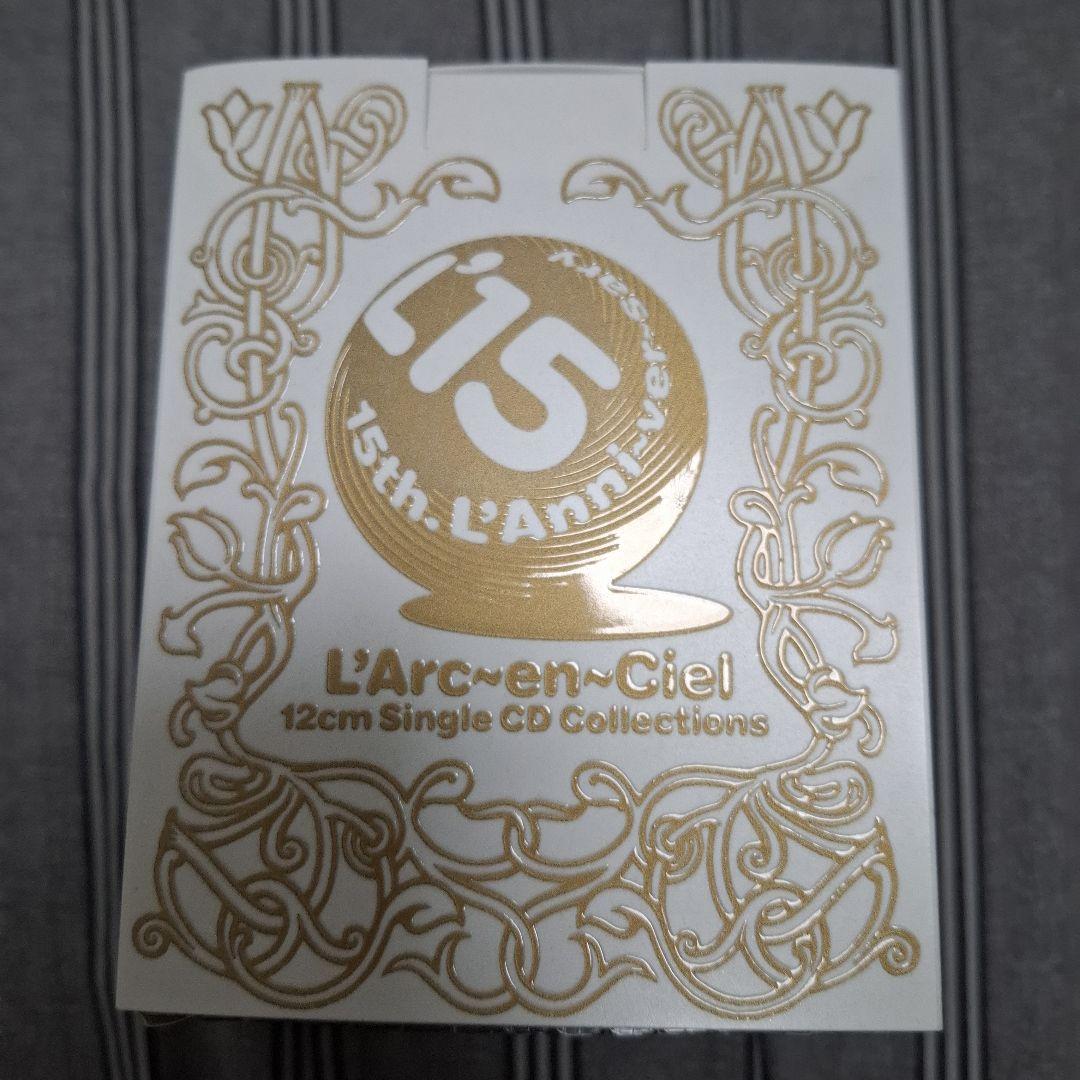 L'15
15th. L'Anni~ver~sary
L'Arc~en~Ciel
12cm Single CD Collections